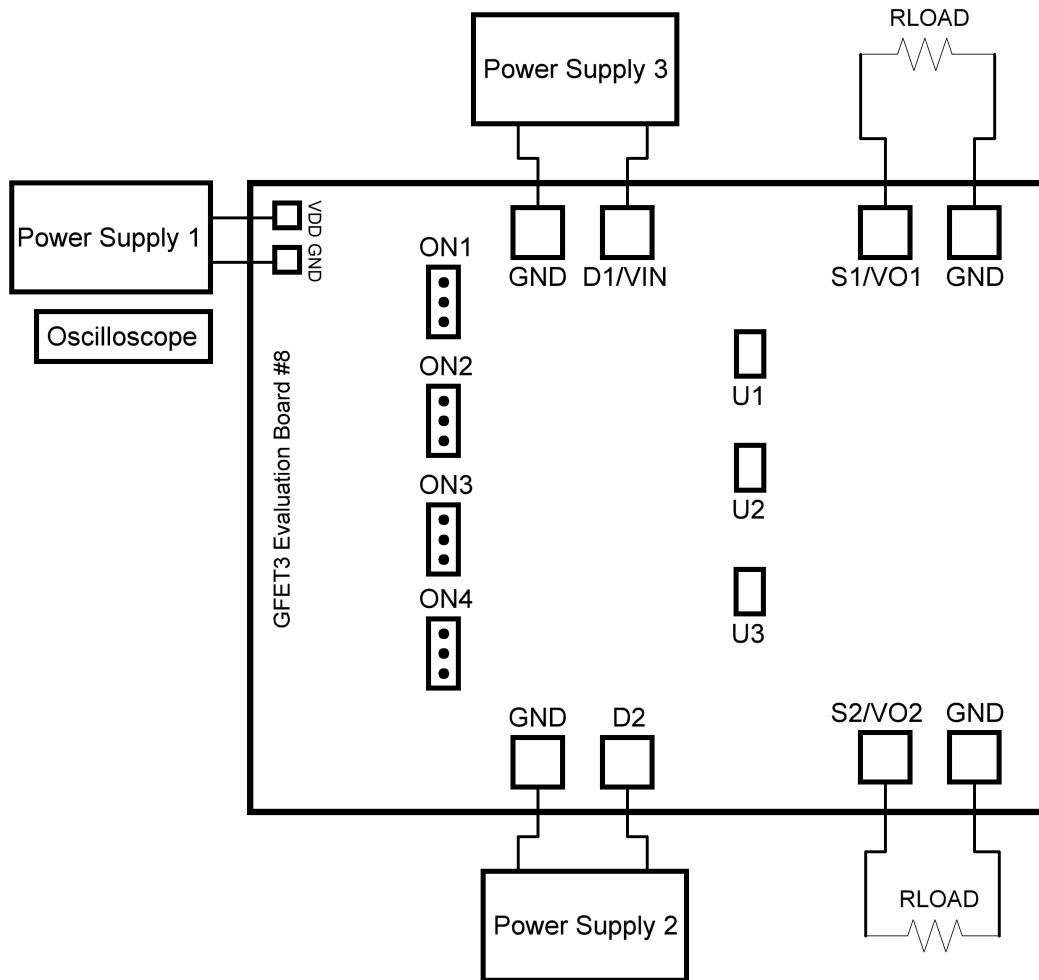 RLOAD
Power Supply 3
Power Supply 1
VDD
GND
GND
D1/VIN
S1/VO1
GND
ON1
Oscilloscope
GFET3 Evaluation Board #8
ON2
U1
ON3
U2
ON4
U3
GND
D2
S2/VO2
GND
Power Supply 2
RLOAD